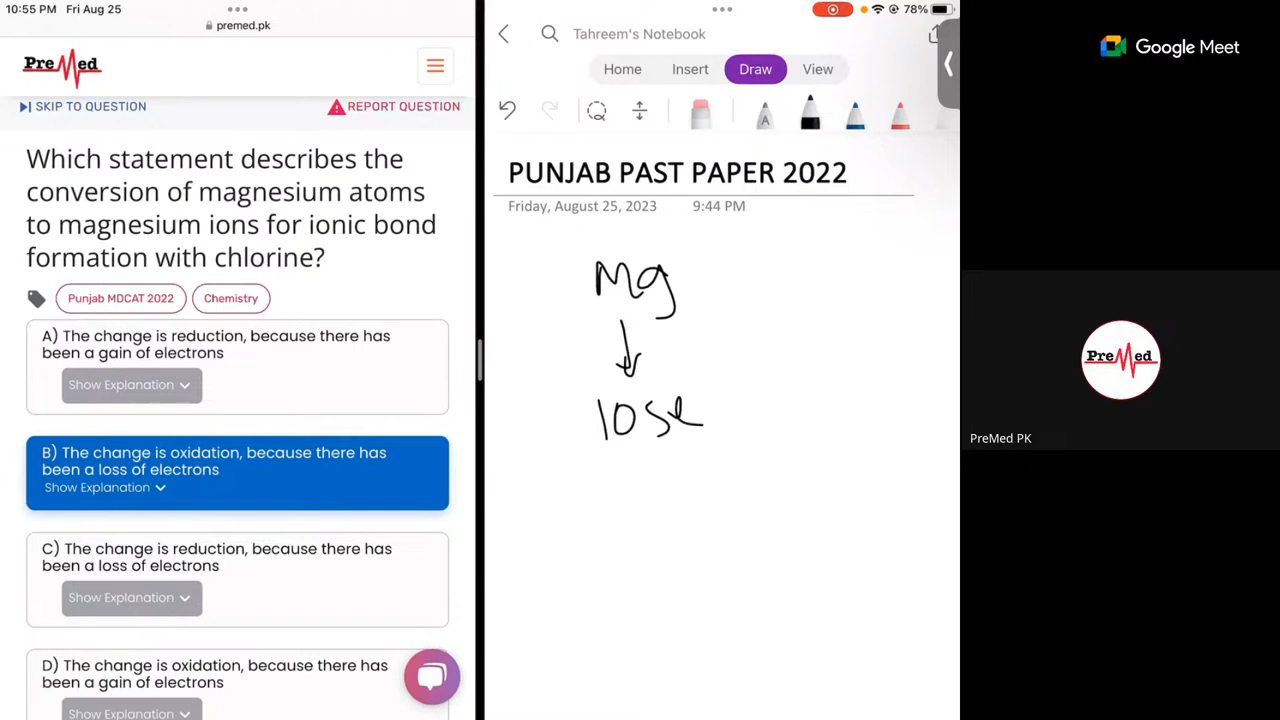 10:55 PM Fri Aug 25
premed.pk
PreMed
SKIP TO QUESTION
REPORT QUESTION
Which statement describes the
conversion of magnesium atoms
to magnesium ions for ionic bond
formation with chlorine?
Punjab MDCAT 2022
Chemistry
A) The change is reduction, because there has
been a gain of electrons
Show Explanation
B) The change is oxidation, because there has
been a loss of electrons
Show Explanation
C) The change is reduction, because there has
been a loss of electrons
Show Explanation
D) The change is oxidation, because there has
been a gain of electrons
Show Explanation
78%
Tahreem's Notebook
Home Insert Draw View
A
PUNJAB PAST PAPER 2022
Friday, August 25, 2023 9:44 PM
Mg
lose
Google Meet
PreMed
PreMed PK